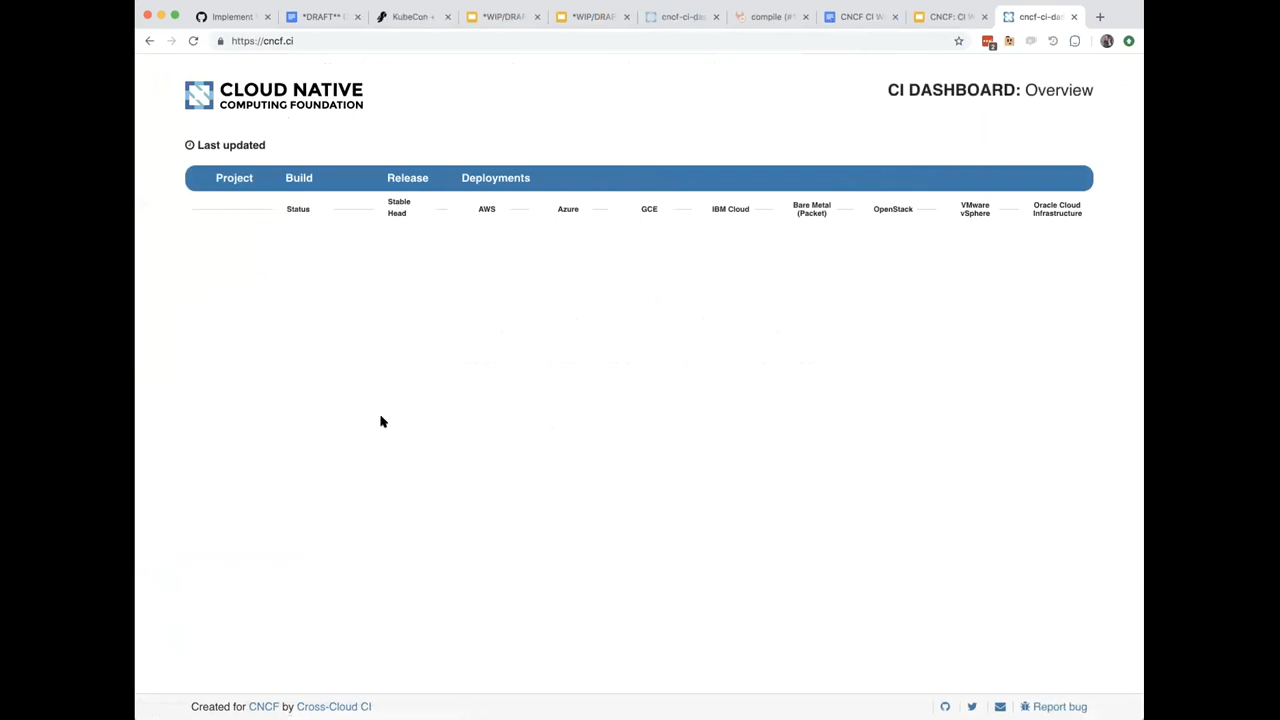 Implement
*DRAFT**
KubeCon +
*WIP/DRAF
*WIP/DRAF
cncf-ci-das
compile (#1
CNCF CI W
CNCF: CI W
cncf-ci-das
https://cncf.ci
2
CLOUD NATIVE
COMPUTING FOUNDATION
CI DASHBOARD: Overview
Last updated
Project Build Release Deployments
Status
Stable
Head
AWS
Azure
GCE
IBM Cloud
Bare Metal
(Packet)
OpenStack
VMware
vSphere
Oracle Cloud
Infrastructure
Created for CNCF by Cross-Cloud CI
Report bug